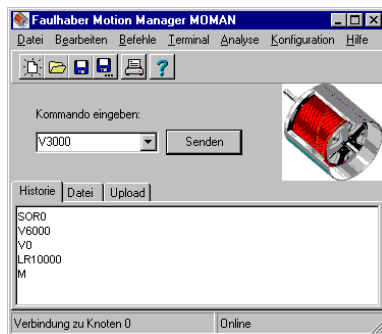 Faulhaber Motion Manager MOMAN
Datei Bearbeiten Befehle Terminal Analyse Konfiguration Hilfe
Kommando eingeben:
V3000 Senden
Historie Datei Upload
SOR0
V6000
V0
LR10000
M
Verbindung zu Knoten 0 Online